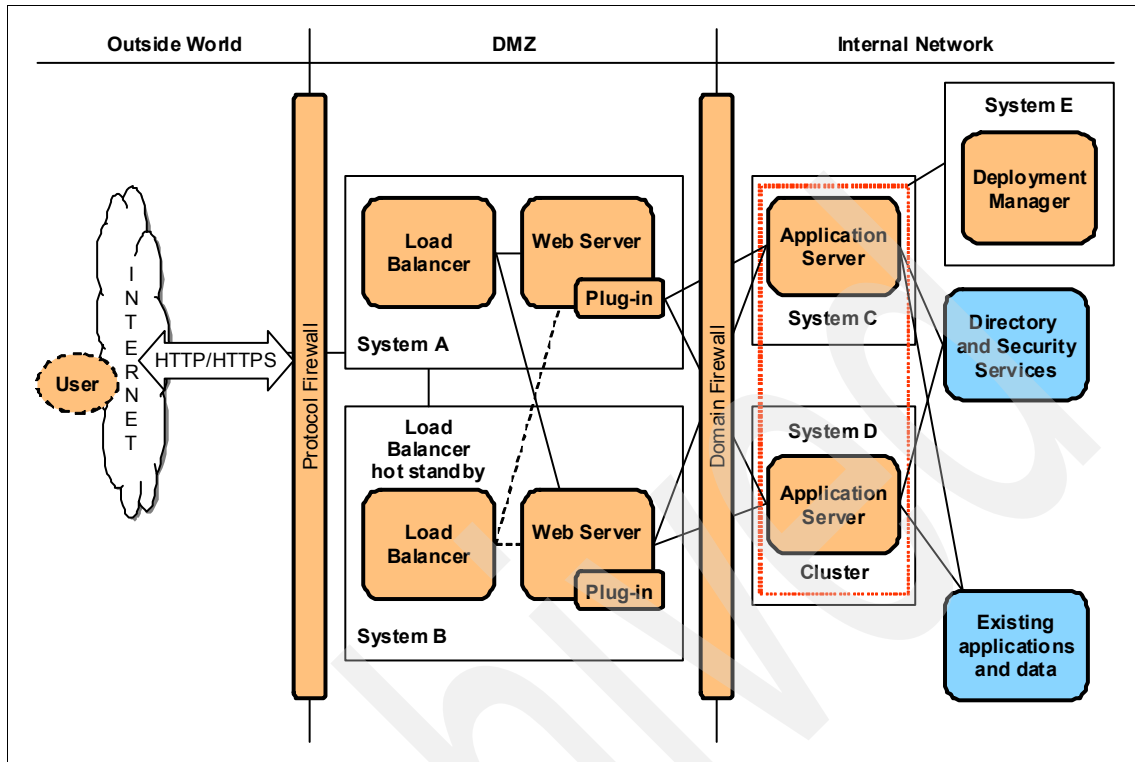 Outside World
DMZ
Internal Network
System E
Deployment
Manager
Load
Balancer
Web Server
Plug-in
System A
Application
Server
System C
Directory
and Security
Services
INTERNET
User
HTTP/HTTPS
Protocol Firewall
Domain Firewall
Load
Balancer
hot standby
Load
Balancer
Web Server
Plug-in
System B
System D
Application
Server
Cluster
Existing
applications
and data